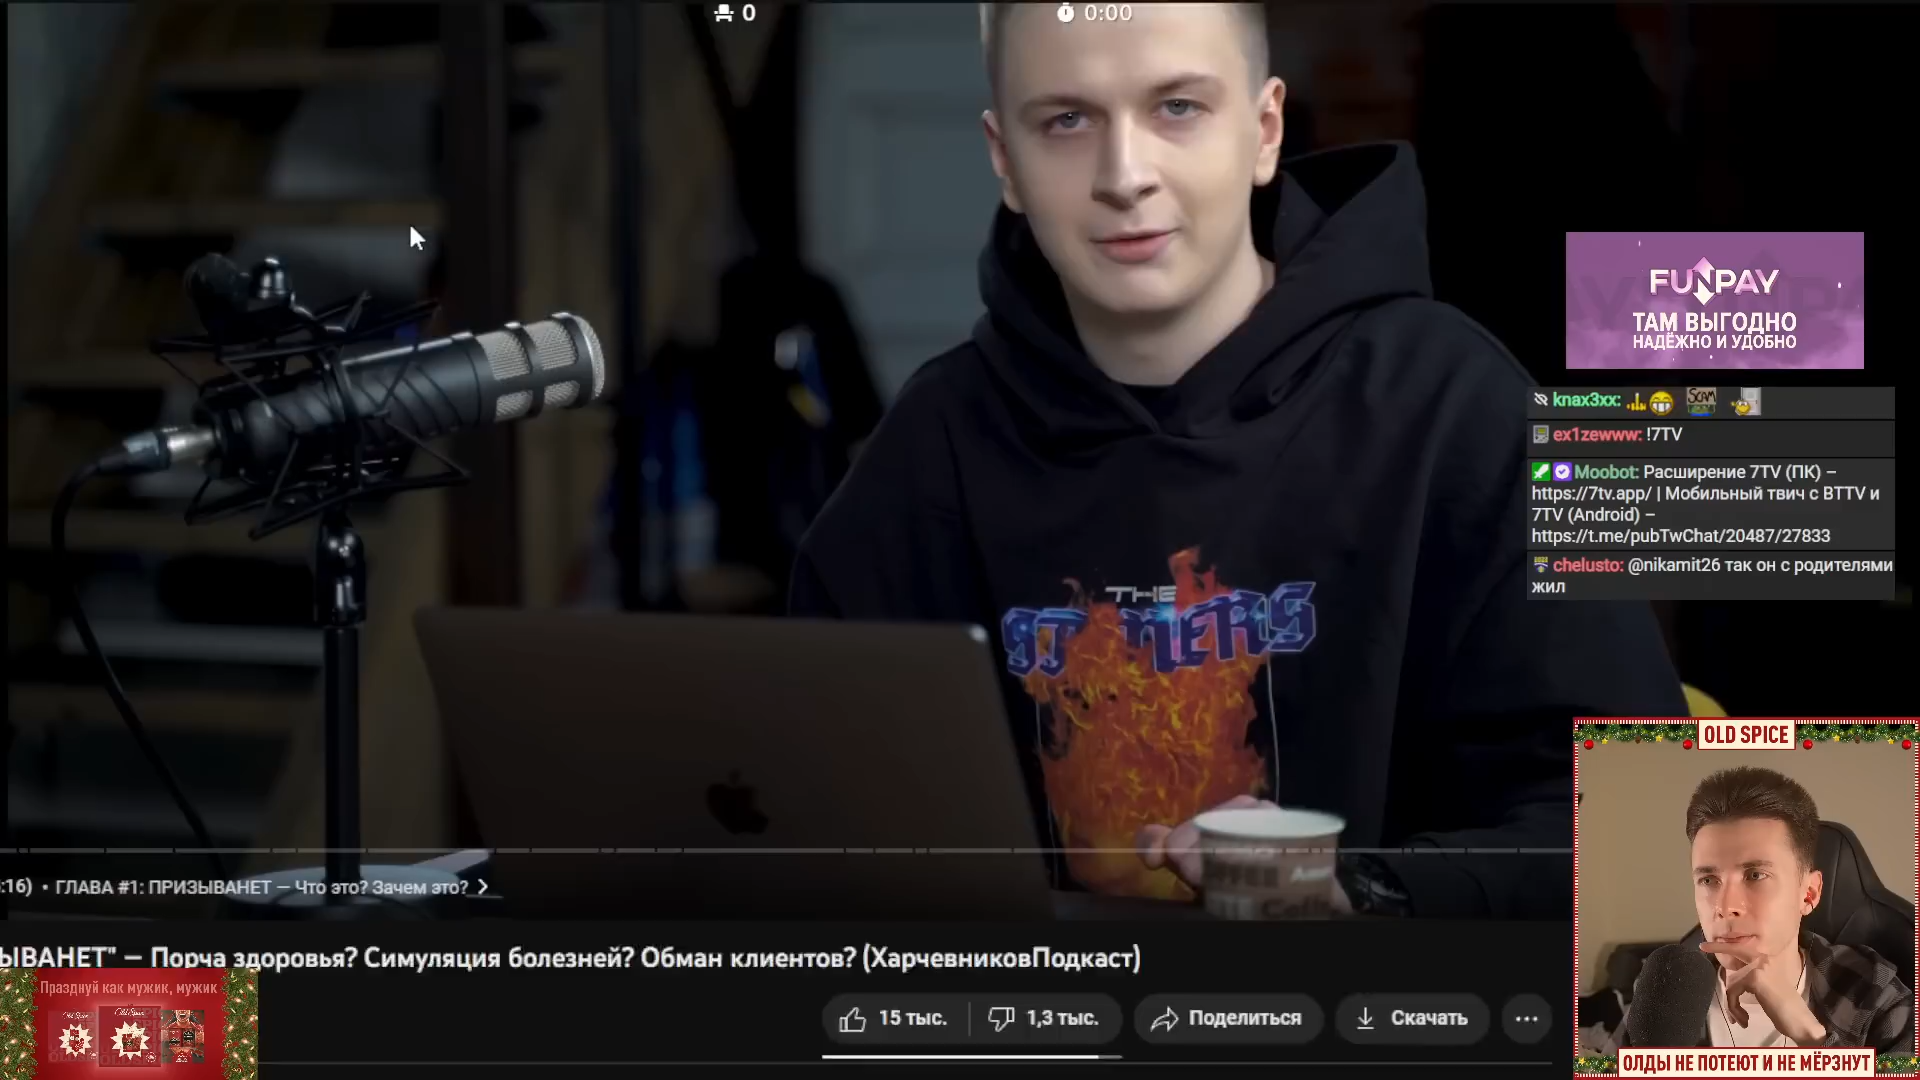 0
0:00
FUNPAY
ТАМ ВЫГОДНО
НАДЁЖНО И УДОБНО
knax3xx:
SCAM
ex1zewww: !7TV
Moobot: Расширение 7TV (ПК) –
https://7tv.app/ | Мобильный твич с BTTV и
7TV (Android) –
https://t.me/pubTwChat/20487/27833
chelusto: @nikamit26 так он с родителями
жил
THE
OLD SPICE
:16) • ГЛАВА #1: ПРИЗЫВАНЕТ — Что это? Зачем это?
ЫВАНЕТ" — Порча здоровья? Симуляция болезней? Обман клиентов? (ХарчевниковПодкаст)
Празднуй как мужик, мужик
15 тыс.
1,3 тыс.
Поделиться
Скачать
ОЛДЫ НЕ ПОТЕЮТ И НЕ МЁРЗНУТ